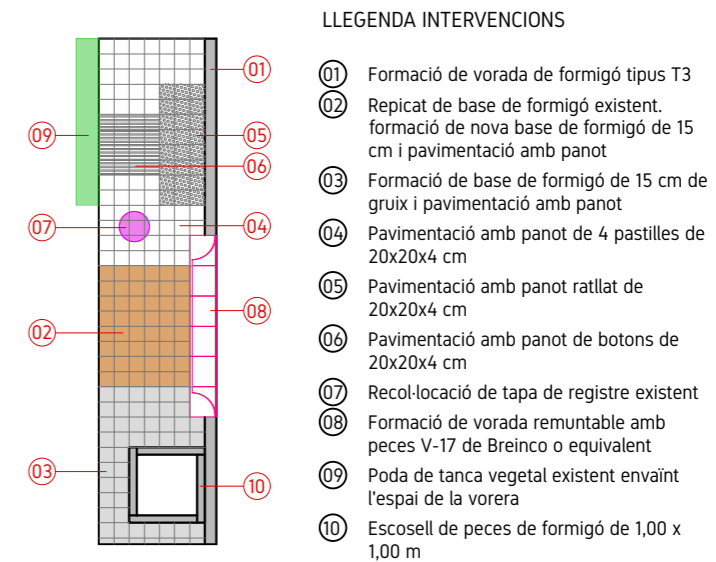 LLEGENDA INTERVENCIONS
01 Formació de vorada de formigó tipus T3
02 Repicat de base de formigó existent.
formació de nova base de formigó de 15
cm i pavimentació amb panot
03 Formació de base de formigó de 15 cm de
gruix i pavimentació amb panot
04 Pavimentació amb panot de 4 pastilles de
20x20x4 cm
05 Pavimentació amb panot ratllat de
20x20x4 cm
06 Pavimentació amb panot de botons de
20x20x4 cm
07 Recol·locació de tapa de registre existent
08 Formació de vorada remuntable amb
peces V-17 de Breinco o equivalent
09 Poda de tanca vegetal existent envaïnt
l'espai de la vorera
10 Escosell de peces de formigó de 1,00 x
1,00 m
01
09
05
06
07
04
08
02
03
10